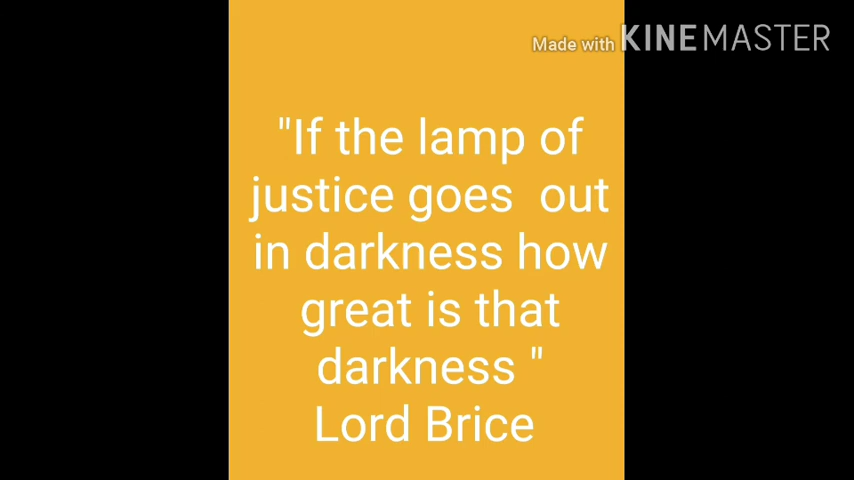 Made with KINEMASTER
"If the lamp of
justice goes  out
in darkness how
great is that
darkness "
Lord Brice